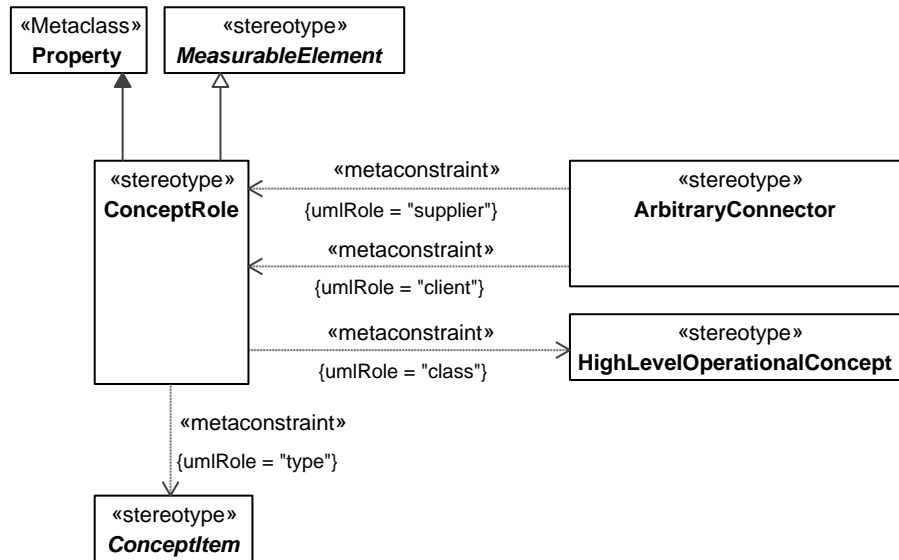 «Metaclass»
Property
«stereotype»
MeasurableElement
«stereotype»
ConceptRole
«metaconstraint»
{umlRole = "supplier"}
«metaconstraint»
{umlRole = "client"}
«stereotype»
ArbitraryConnector
«metaconstraint»
{umlRole = "class"}
«stereotype»
HighLevelOperationalConcept
«metaconstraint»
{umlRole = "type"}
«stereotype»
ConceptItem